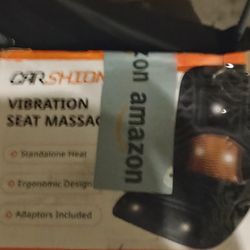 CARSHION
VIBRATION
SEAT MASSAG
Standalone Heat
Ergonomic Design
Adaptors Included
zon amazon